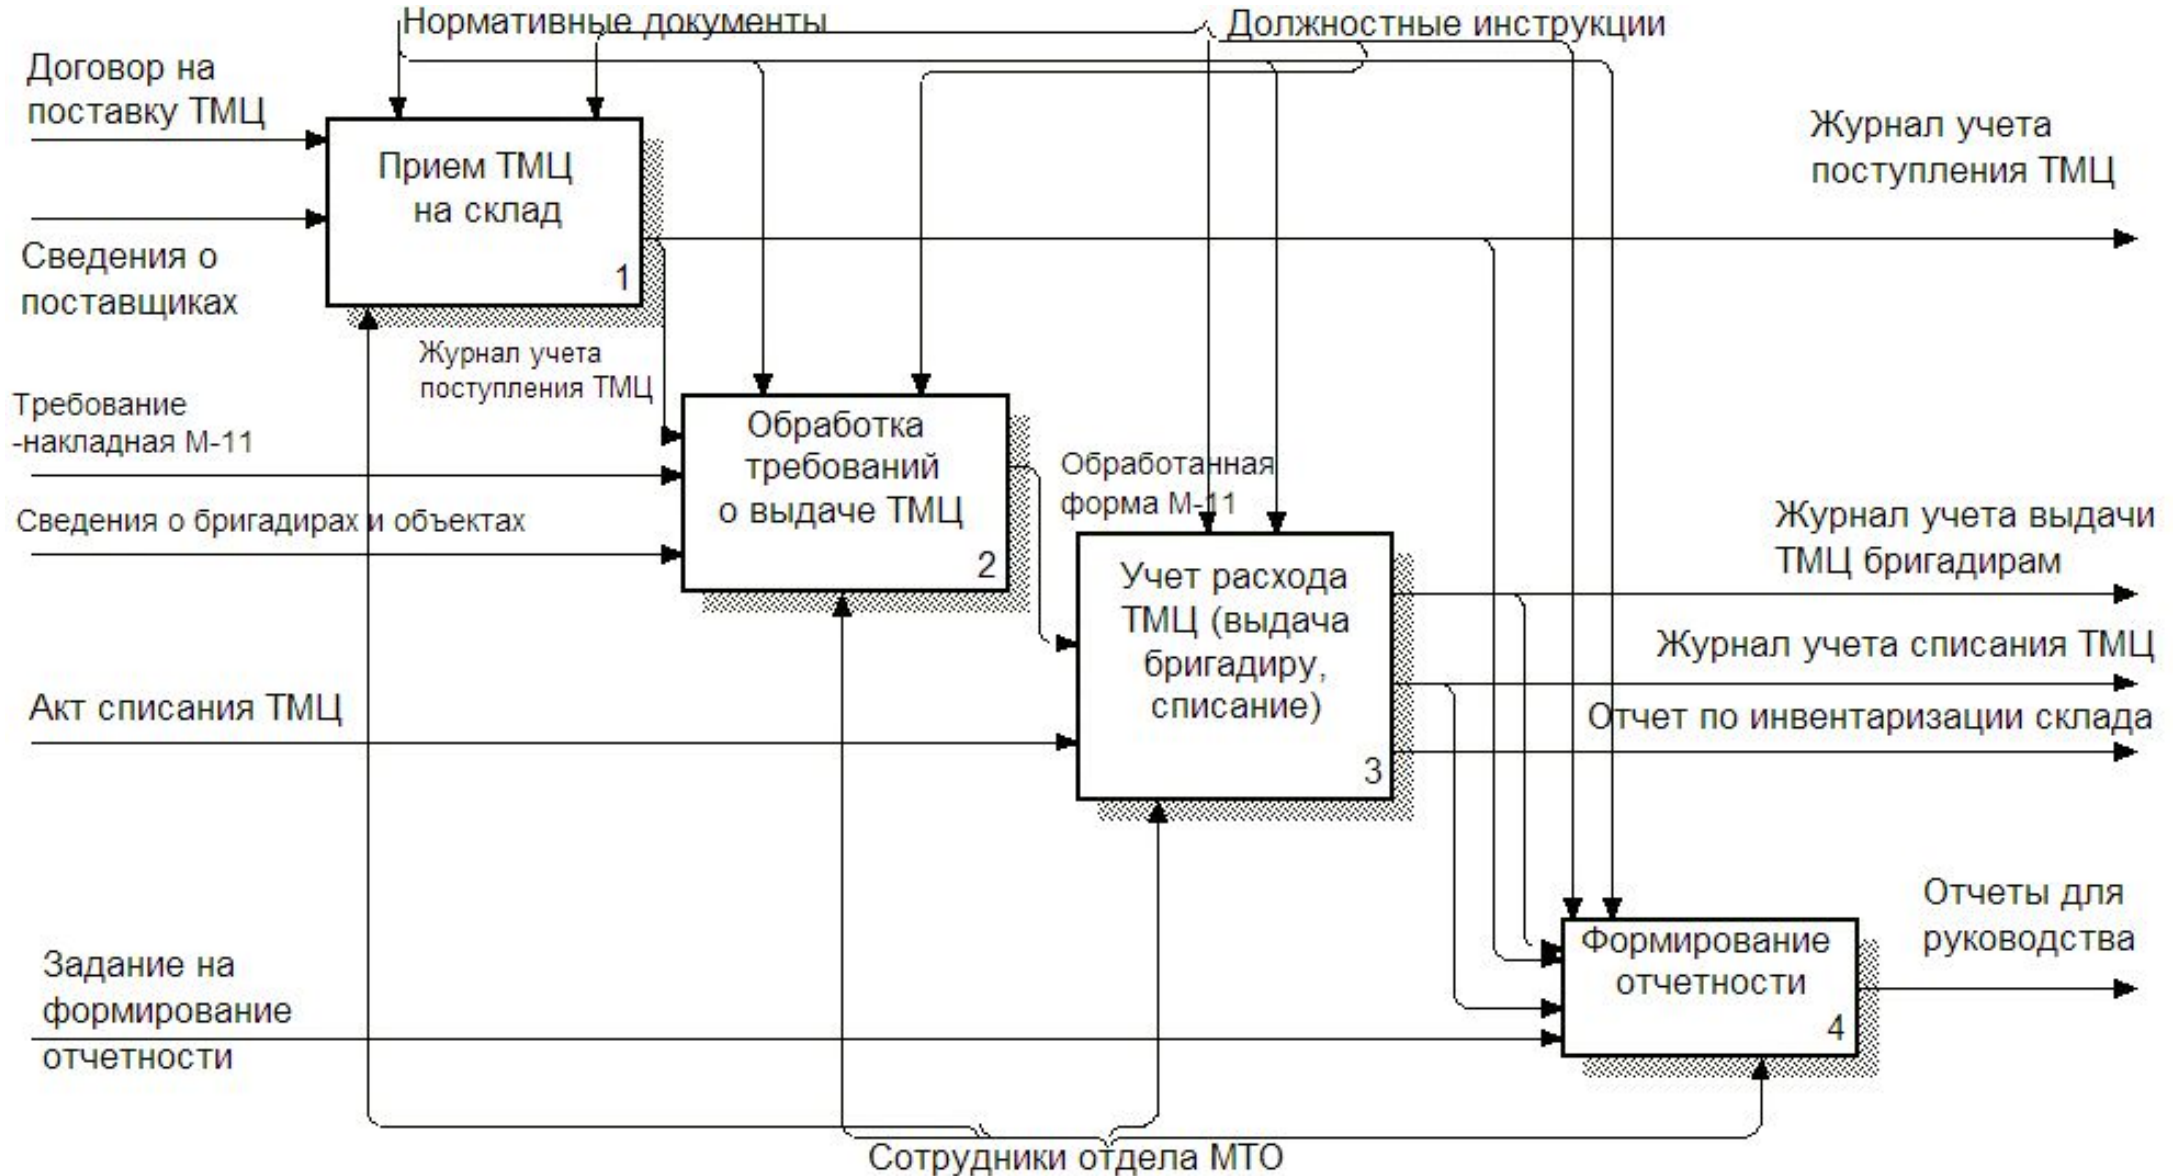 Нормативные документы
Должностные инструкции
Договор на
поставку ТМЦ
Журнал учета
поступления ТМЦ
Прием ТМЦ
на склад
1
Сведения о
поставщиках
Журнал учета
поступления ТМЦ
Требование
-накладная М-11
Обработка
требований
о выдаче ТМЦ
2
Сведения о бригадирах и объектах
Обработанная
форма М-11
Журнал учета выдачи
ТМЦ бригадирам
Учет расхода
ТМЦ (выдача
бригадиру,
списание)
3
Журнал учета списания ТМЦ
Отчет по инвентаризации склада
Акт списания ТМЦ
Отчеты для
руководства
Формирование
отчетности
4
Задание на
формирование
отчетности
Сотрудники отдела МТО